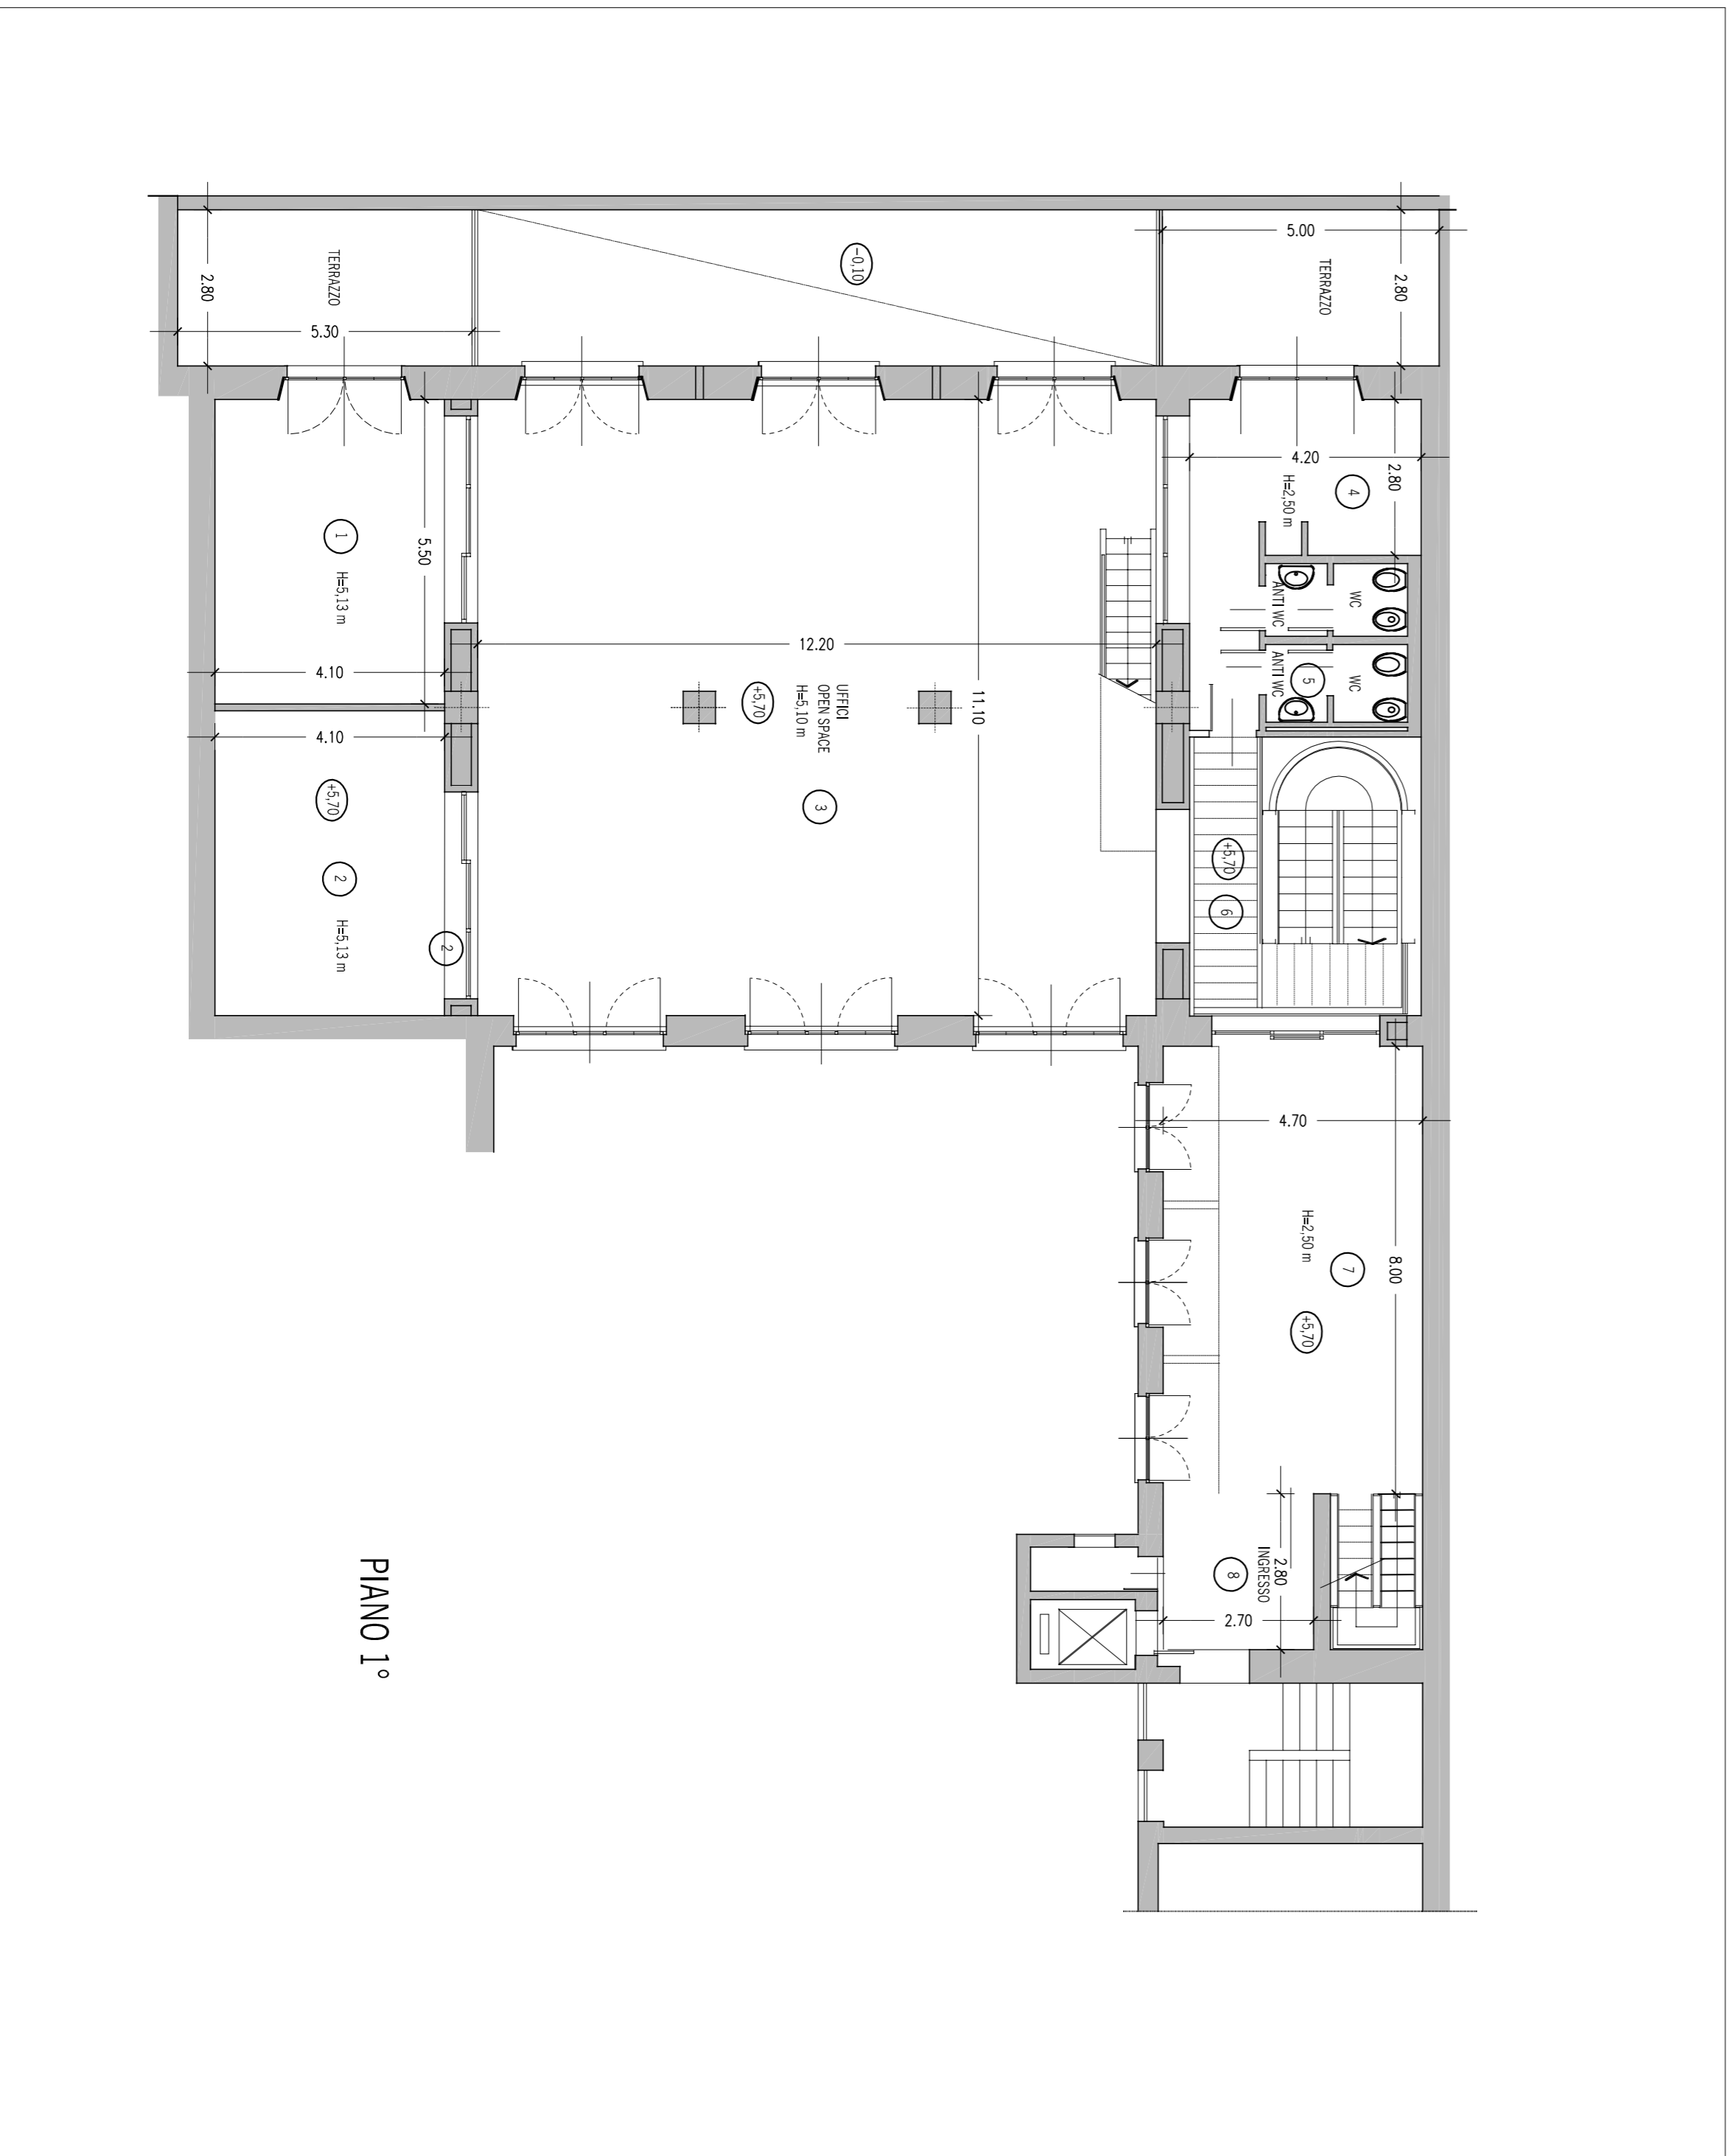 5.00
2.80
TERRAZZO
-0,10
TERRAZZO
2.80
5.30
4.20
2.80
4
H=2,50 m
5.50
1
H=5,13 m
4.10
WC
ANTI WC
WC
ANTI WC
5
12.20
11.10
UFFICI
OPEN SPACE
H=5,10 m
+5,70
3
4.10
+5,70
2
H=5,13 m
2
+5,70
6
4.70
8.00
7
H=2,50 m
+5,70
2.80
INGRESSO
8
2.70
PIANO 1°